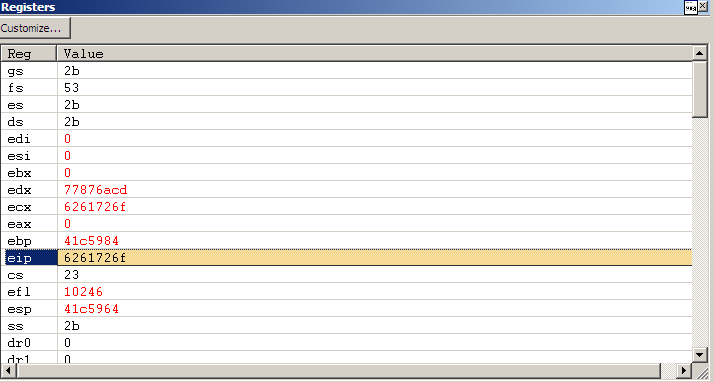 Registers
Customize...
Reg Value
gs 2b
fs 53
es 2b
ds 2b
edi 0
esi 0
ebx 0
edx 77876acd
ecx 6261726f
eax 0
ebp 41c5984
eip 6261726f
cs 23
efl 10246
esp 41c5964
ss 2b
dr0 0
dr1 0